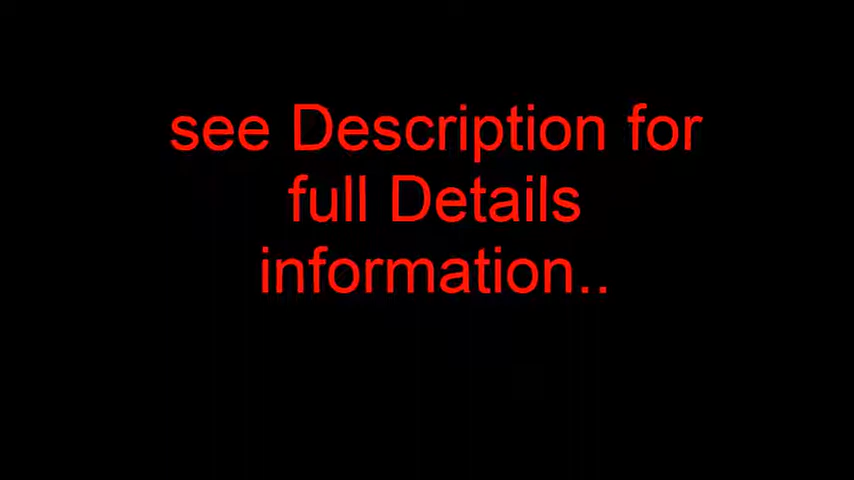 see Description for
full Details
information..